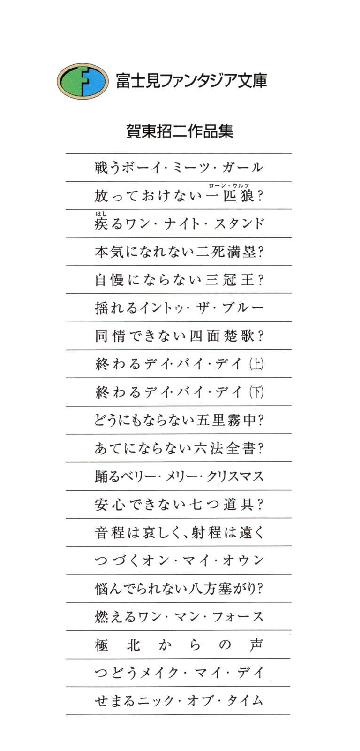 富士見ファンタジア文庫
賀東招二作品集
戦うボーイ・ミーツ・ガール
放っておけない一匹狼?
疾るワン・ナイト・スタンド
本気になれない二死満塁?
自慢にならない三冠王?
揺れるイントゥ・ザ・ブルー
同情できない四面楚歌?
終わるデイ・バイ・デイ(上)
終わるデイ・バイ・デイ(下)
どうにもならない五里霧中?
あてにならない六法全書?
踊るベリー・メリー・クリスマス
安心できない七つ道具?
音程は哀しく、射程は遠く
つづくオン・マイ・オウン
悩んでられない八方塞がり?
燃えるワン・マン・フォース
極北からの声
つどうメイク・マイ・デイ
せまるニック・オブ・タイム